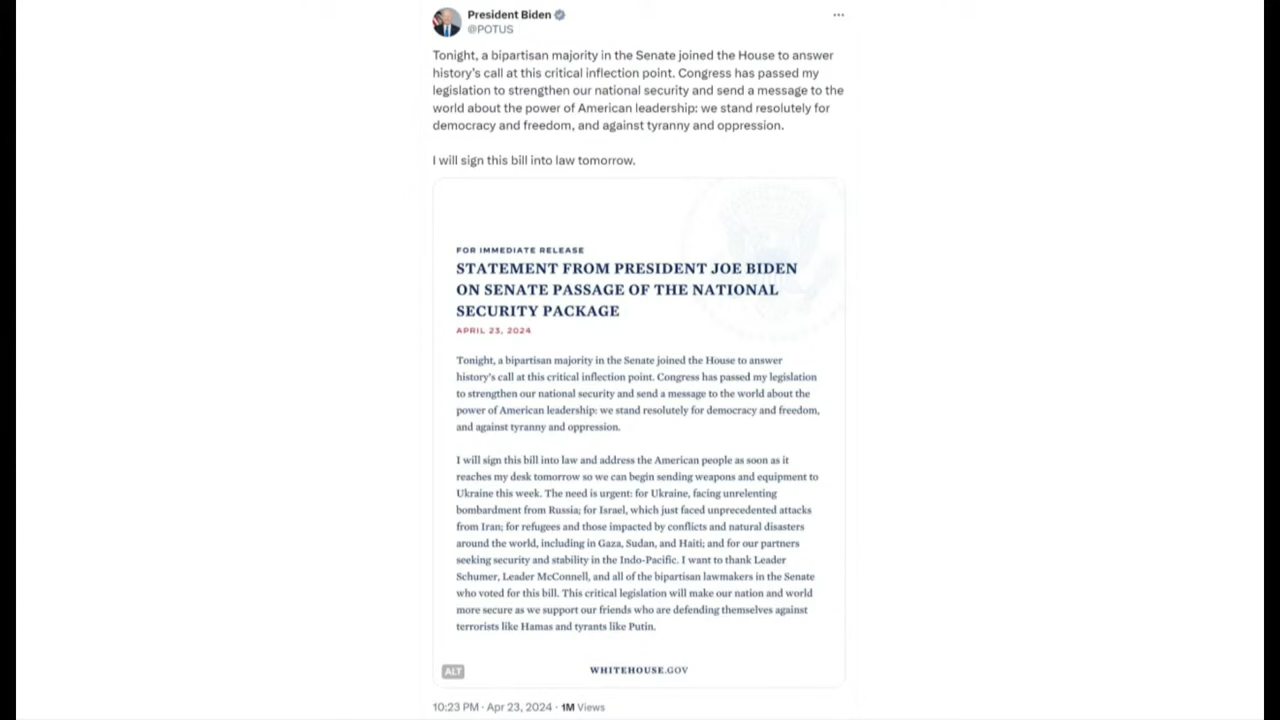 President Biden
@POTUS
Tonight, a bipartisan majority in the Senate joined the House to answer
history's call at this critical inflection point. Congress has passed my
legislation to strengthen our national security and send a message to the
world about the power of American leadership: we stand resolutely for
democracy and freedom, and against tyranny and oppression.
I will sign this bill into law tomorrow.
FOR IMMEDIATE RELEASE
STATEMENT FROM PRESIDENT JOE BIDEN
ON SENATE PASSAGE OF THE NATIONAL
SECURITY PACKAGE
APRIL 23, 2024
Tonight, a bipartisan majority in the Senate joined the House to answer
history's call at this critical inflection point. Congress has passed my legislation
to strengthen our national security and send a message to the world about the
power of American leadership: we stand resolutely for democracy and freedom,
and against tyranny and oppression.
I will sign this bill into law and address the American people as soon as it
reaches my desk tomorrow so we can begin sending weapons and equipment to
Ukraine this week. The need is urgent: for Ukraine, facing unrelenting
bombardment from Russia; for Israel, which just faced unprecedented attacks
from Iran; for refugees and those impacted by conflicts and natural disasters
around the world, including in Gaza, Sudan, and Haiti; and for our partners
seeking security and stability in the Indo-Pacific. I want to thank Leader
Schumer, Leader McConnell, and all of the bipartisan lawmakers in the Senate
who voted for this bill. This critical legislation will make our nation and world
more secure as we support our friends who are defending themselves against
terrorists like Hamas and tyrants like Putin.
ALT
WHITEHOUSE.GOV
10:23 PM · Apr 23, 2024 · 1M Views